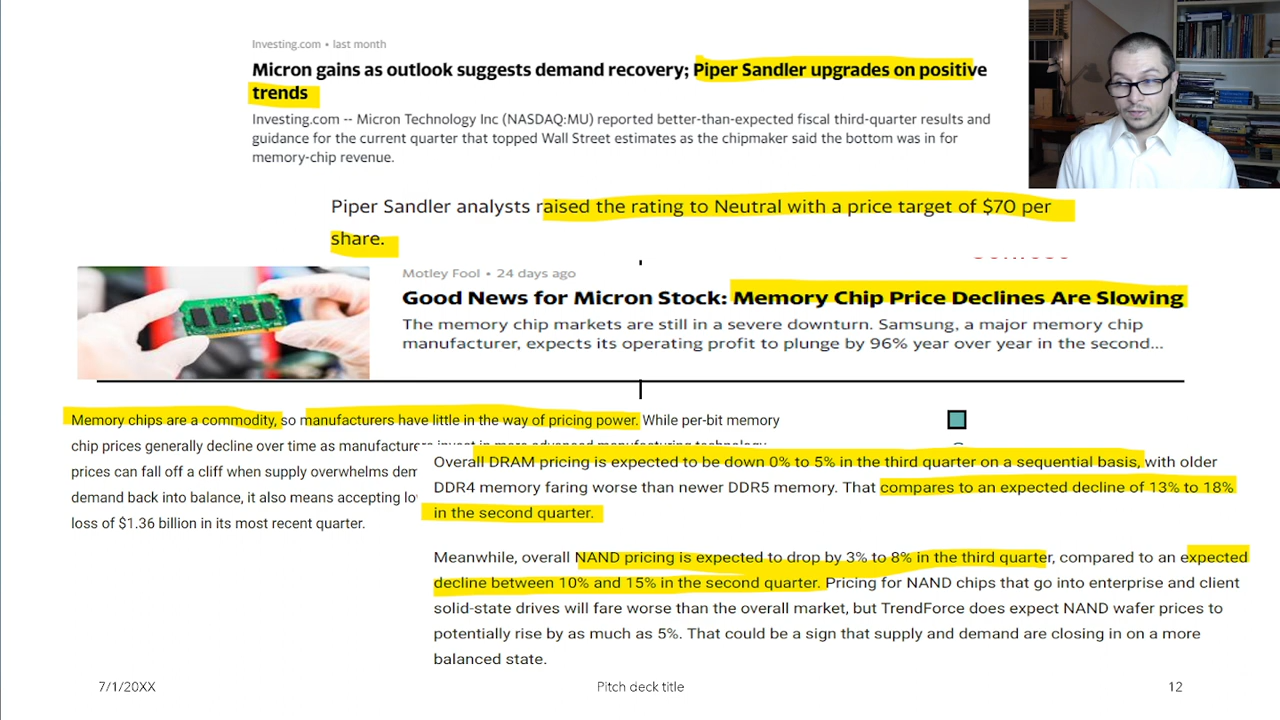 Investing.com • last month
Micron gains as outlook suggests demand recovery; Piper Sandler upgrades on positive
trends
Investing.com -- Micron Technology Inc (NASDAQ:MU) reported better-than-expected fiscal third-quarter results and
guidance for the current quarter that topped Wall Street estimates as the chipmaker said the bottom was in for
memory-chip revenue.
Piper Sandler analysts raised the rating to Neutral with a price target of $70 per
share.
Motley Fool • 24 days ago
Good News for Micron Stock: Memory Chip Price Declines Are Slowing
The memory chip markets are still in a severe downturn. Samsung, a major memory chip
manufacturer, expects its operating profit to plunge by 96% year over year in the second...
Memory chips are a commodity, so manufacturers have little in the way of pricing power. While per-bit memory
chip prices generally decline over time as manufacturers invest in more advanced manufacturing technology,
prices can fall off a cliff when supply overwhelms dem
demand back into balance, it also means accepting lo
loss of $1.36 billion in its most recent quarter.
Overall DRAM pricing is expected to be down 0% to 5% in the third quarter on a sequential basis, with older
DDR4 memory faring worse than newer DDR5 memory. That compares to an expected decline of 13% to 18%
in the second quarter.
Meanwhile, overall NAND pricing is expected to drop by 3% to 8% in the third quarter, compared to an expected
decline between 10% and 15% in the second quarter. Pricing for NAND chips that go into enterprise and client
solid-state drives will fare worse than the overall market, but TrendForce does expect NAND wafer prices to
potentially rise by as much as 5%. That could be a sign that supply and demand are closing in on a more
balanced state.
7/1/20XX
Pitch deck title
12